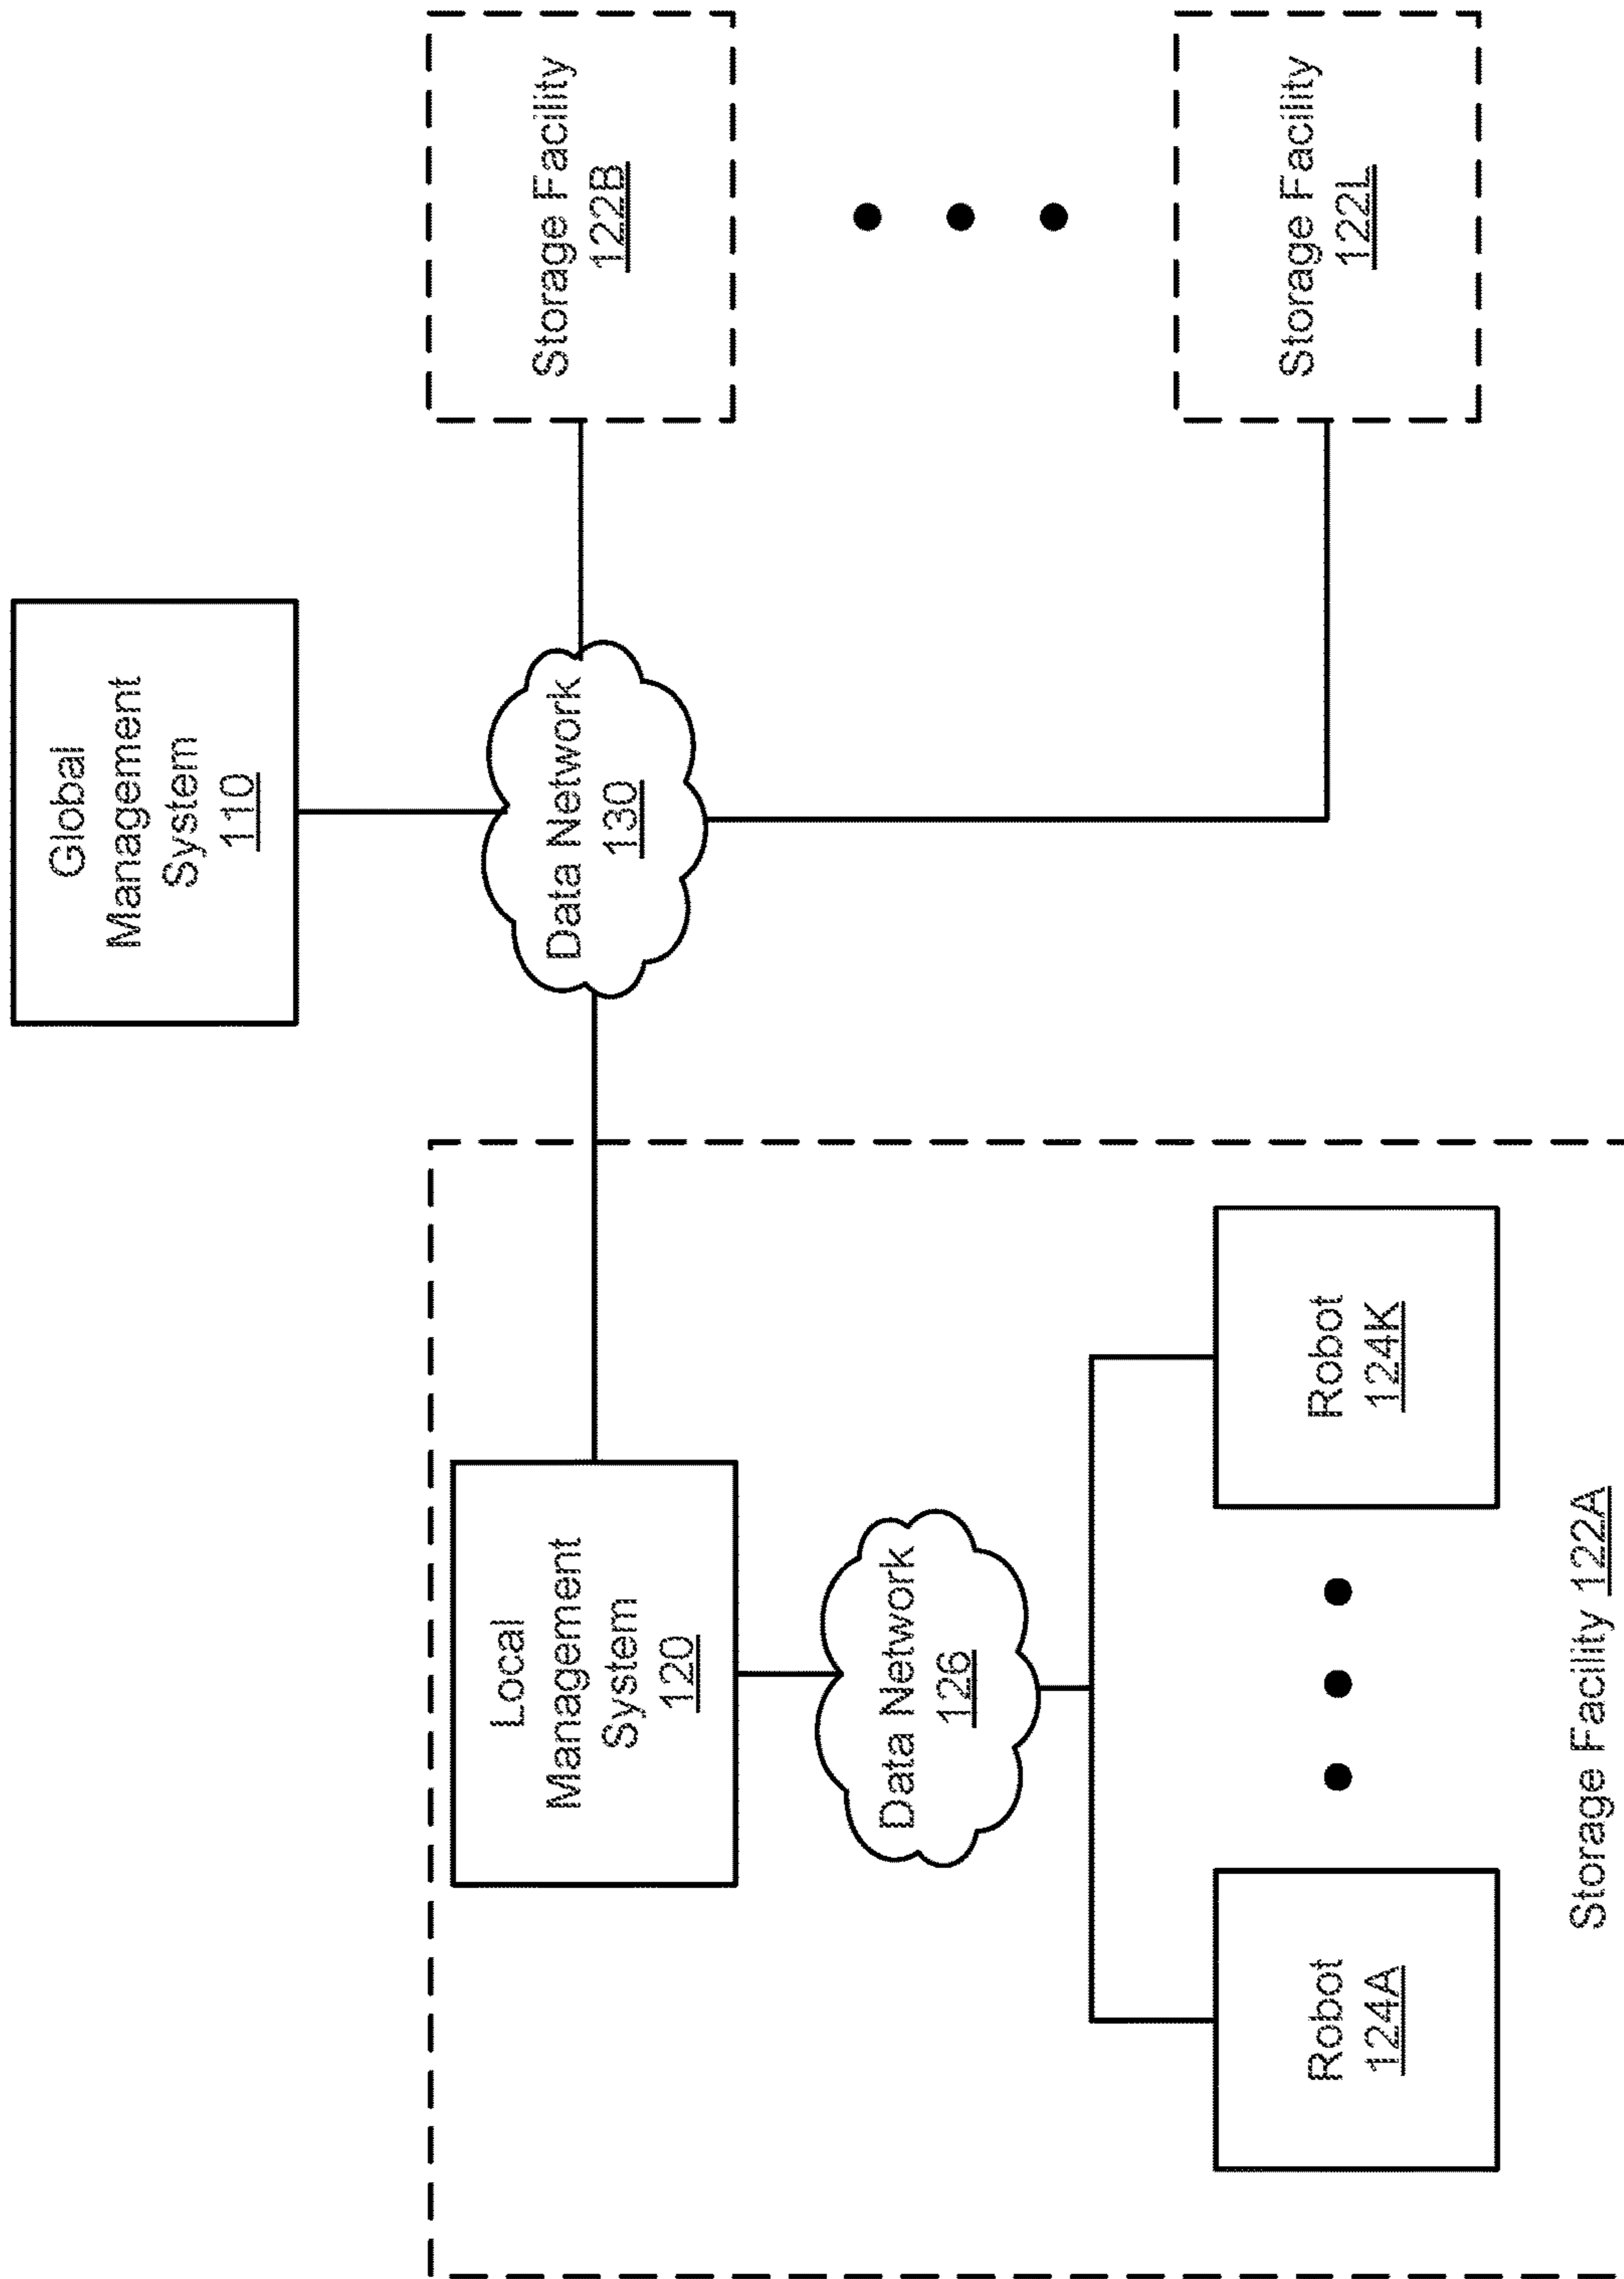 Global
Management
System
110
Data Network
130
Storage Facility
122B
Storage Facility
122L
Local
Management
System
120
Data Network
126
Robot
124A
Robot
124K
Storage Facility 122A